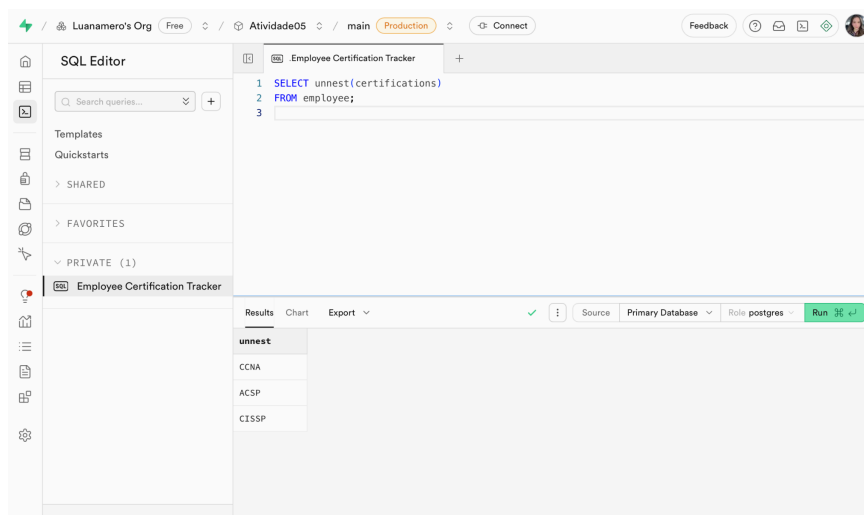 / Luanamero's Org Free / Atividade05 / main Production Connect Feedback
SQL Editor
SQL .Employee Certification Tracker +
1 SELECT unnest(certifications)
2 FROM employee;
3
Search queries... +
Templates
Quickstarts
> SHARED
> FAVORITES
PRIVATE (1)
SQL Employee Certification Tracker
Results Chart Export Source Primary Database Role postgres Run ⌘ ↵
unnest
CCNA
ACSP
CISSP